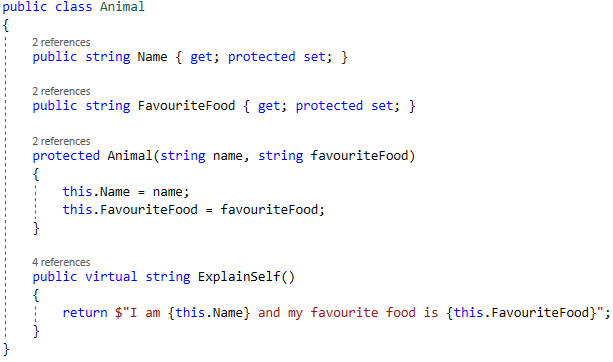 public class Animal
{
2 references
public string Name { get; protected set; }
2 references
public string FavouriteFood { get; protected set; }
2 references
protected Animal(string name, string favouriteFood)
{
this.Name = name;
this.FavouriteFood = favouriteFood;
}
4 references
public virtual string ExplainSelf()
{
return $"I am {this.Name} and my favourite food is {this.FavouriteFood}";
}
}